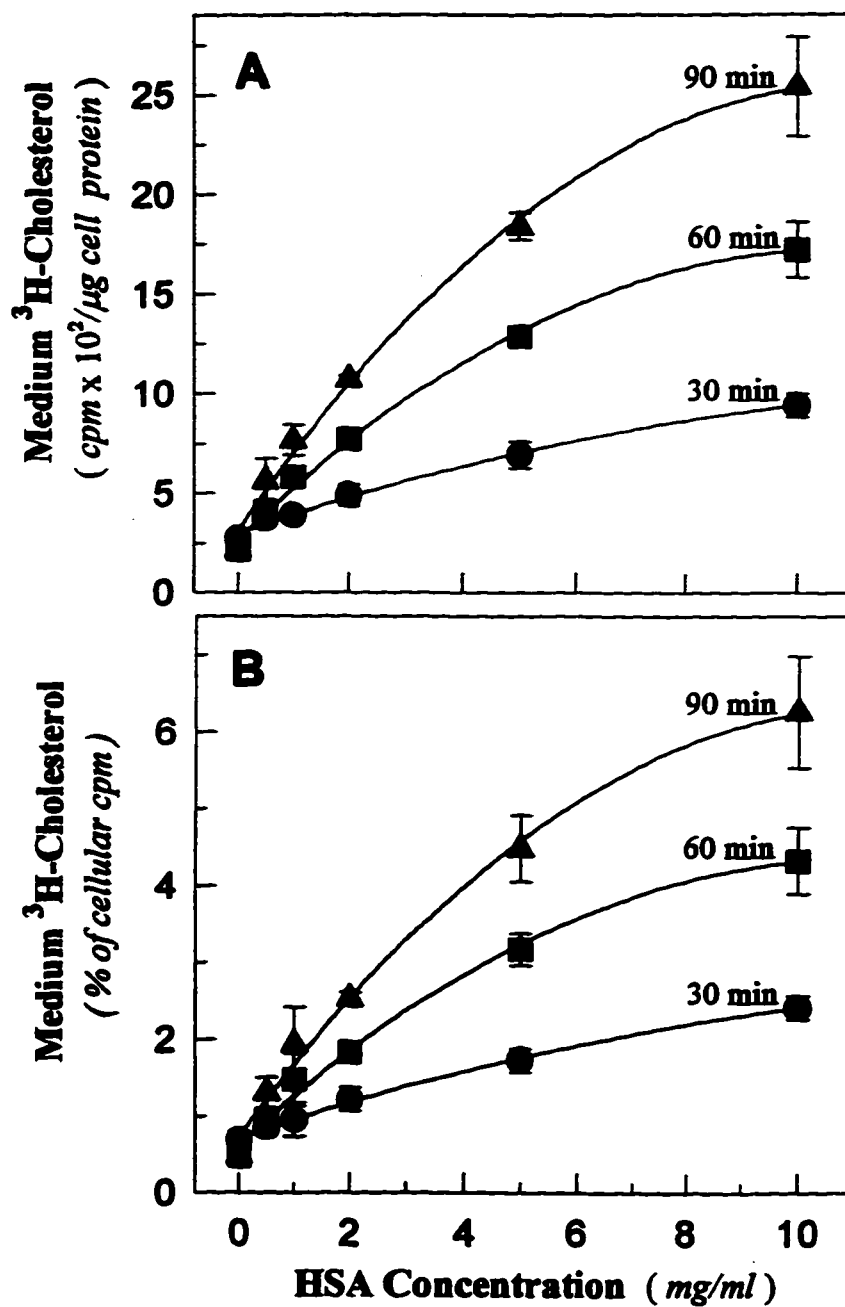 A
Medium ³H-Cholesterol
( cpm x 10²/µg cell protein )
25
20
15
10
5
0
90 min
60 min
30 min
B
Medium ³H-Cholesterol
( % of cellular cpm )
6
4
2
0
90 min
60 min
30 min
0 2 4 6 8 10
HSA Concentration ( mg/ml )